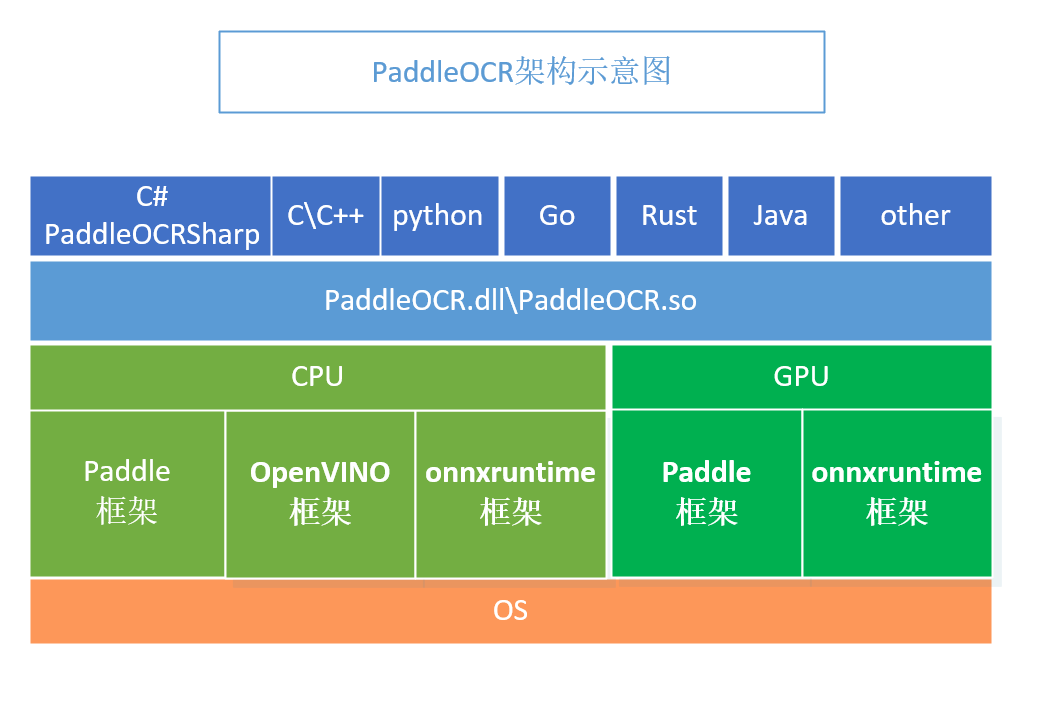 PaddleOCR架构示意图
C#
PaddleOCRSharp
C\C++
python
Go
Rust
Java
other
PaddleOCR.dll\PaddleOCR.so
CPU
GPU
Paddle
框架
OpenVINO
框架
onnxruntime
框架
Paddle
框架
onnxruntime
框架
OS